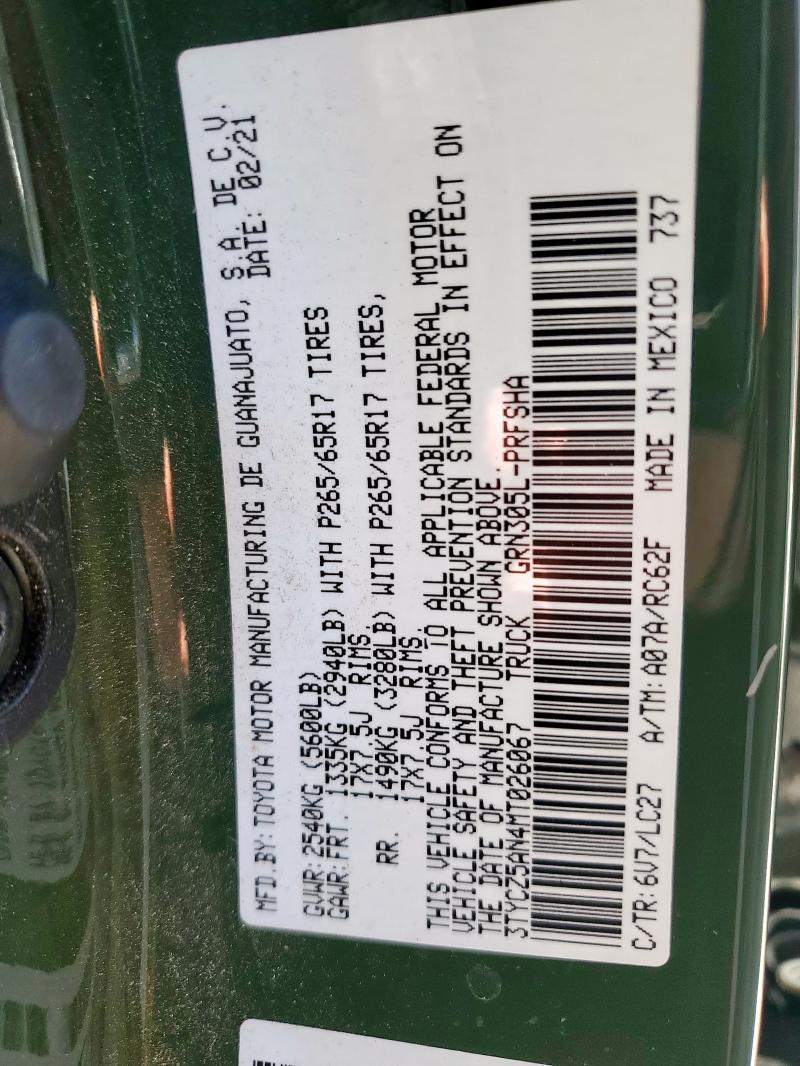 MFD.BY:TOYOTA MOTOR MANUFACTURING DE GUANAJUATO, S.A. DE C.V.
DATE: 02/21
GVWR:2540KG (5600LB)
GAWR:FRT. 1335KG (2940LB) WITH P265/65R17 TIRES
17X7.5J RIMS.
RR. 1490KG (3280LB) WITH P265/65R17 TIRES,
17X7.5J RIMS.
THIS VEHICLE CONFORMS TO ALL APPLICABLE FEDERAL MOTOR
VEHICLE SAFETY AND THEFT PREVENTION STANDARDS IN EFFECT ON
THE DATE OF MANUFACTURE SHOWN ABOVE.
3TYCZ5AN4MT026067 TRUCK GRN305L-PRFSHA
C/TR:6V7/LC27 A/TM:A07A/RC62F MADE IN MEXICO 737